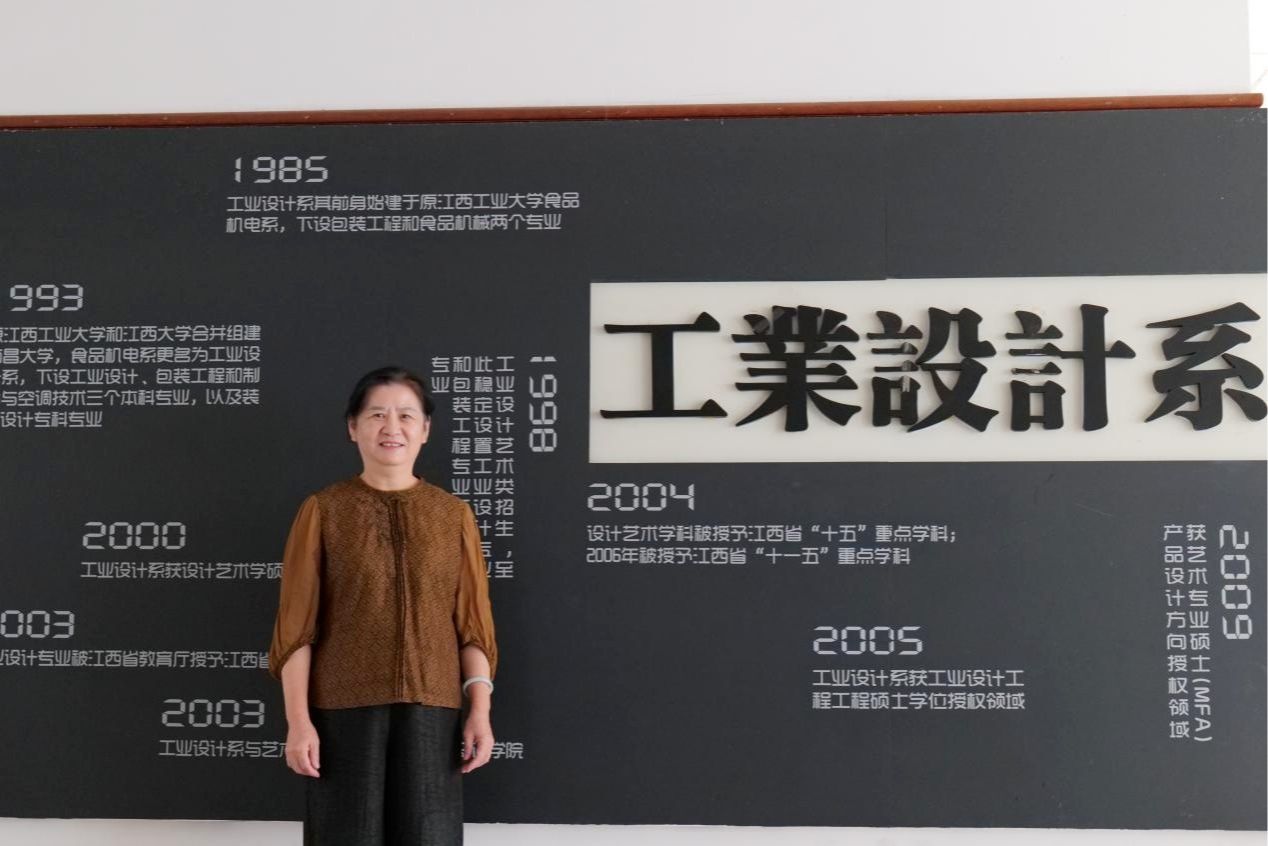 1985
工业设计系其前身始建于原江西工业大学食品
机电系，下设包装工程和食品机械两个专业
993
江西工业大学和江西大学合并组建
昌大学，食品机电系更名为工业设
系，下设工业设计、包装工程和制
与空调技术三个本科专业，以及装
设计专科专业
1998
工业设计艺术类招生，
此稳定设置工业设计
和包装工程专业
专业
工業設計系
2000
工业设计系获设计艺术学硕
2004
设计艺术学科被授予江西省“十五”重点学科；
2006年被授予江西省“十一五”重点学科
2009
获艺术专业硕士(MFA)
产品设计方向授权领域
003
业设计专业被江西省教育厅授予江西省
2005
工业设计系获工业设计工
程工程硕士学位授权领域
2003
工业设计系与艺
学院